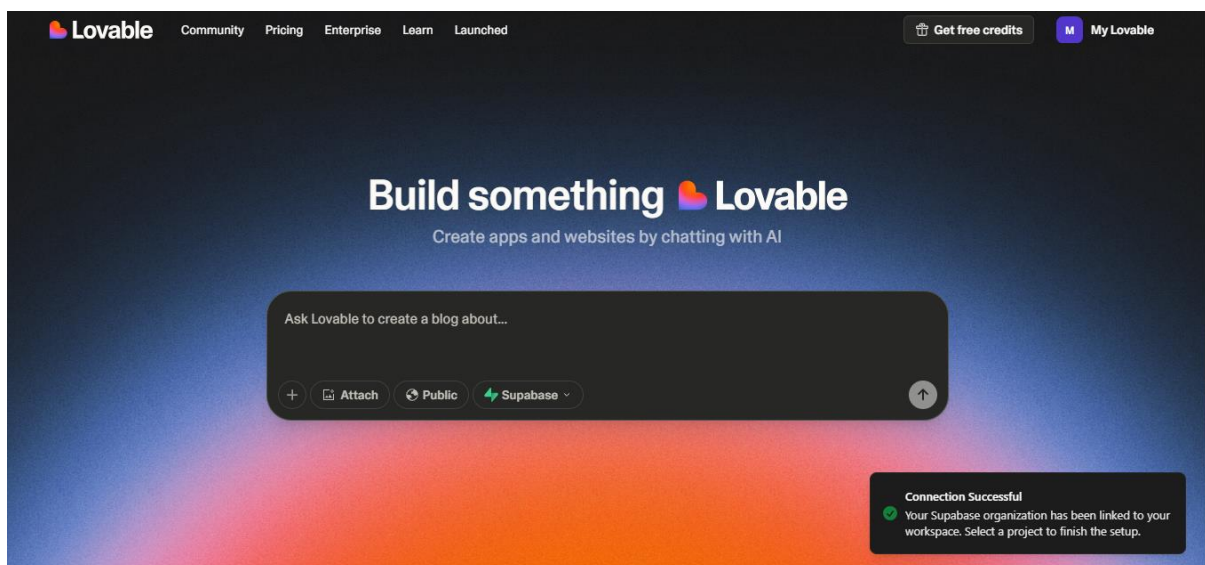 Lovable Community Pricing Enterprise Learn Launched Get free credits M My Lovable
Build something Lovable
Create apps and websites by chatting with AI
Ask Lovable to create a blog about...
+ Attach Public Supabase
Connection Successful
Your Supabase organization has been linked to your
workspace. Select a project to finish the setup.